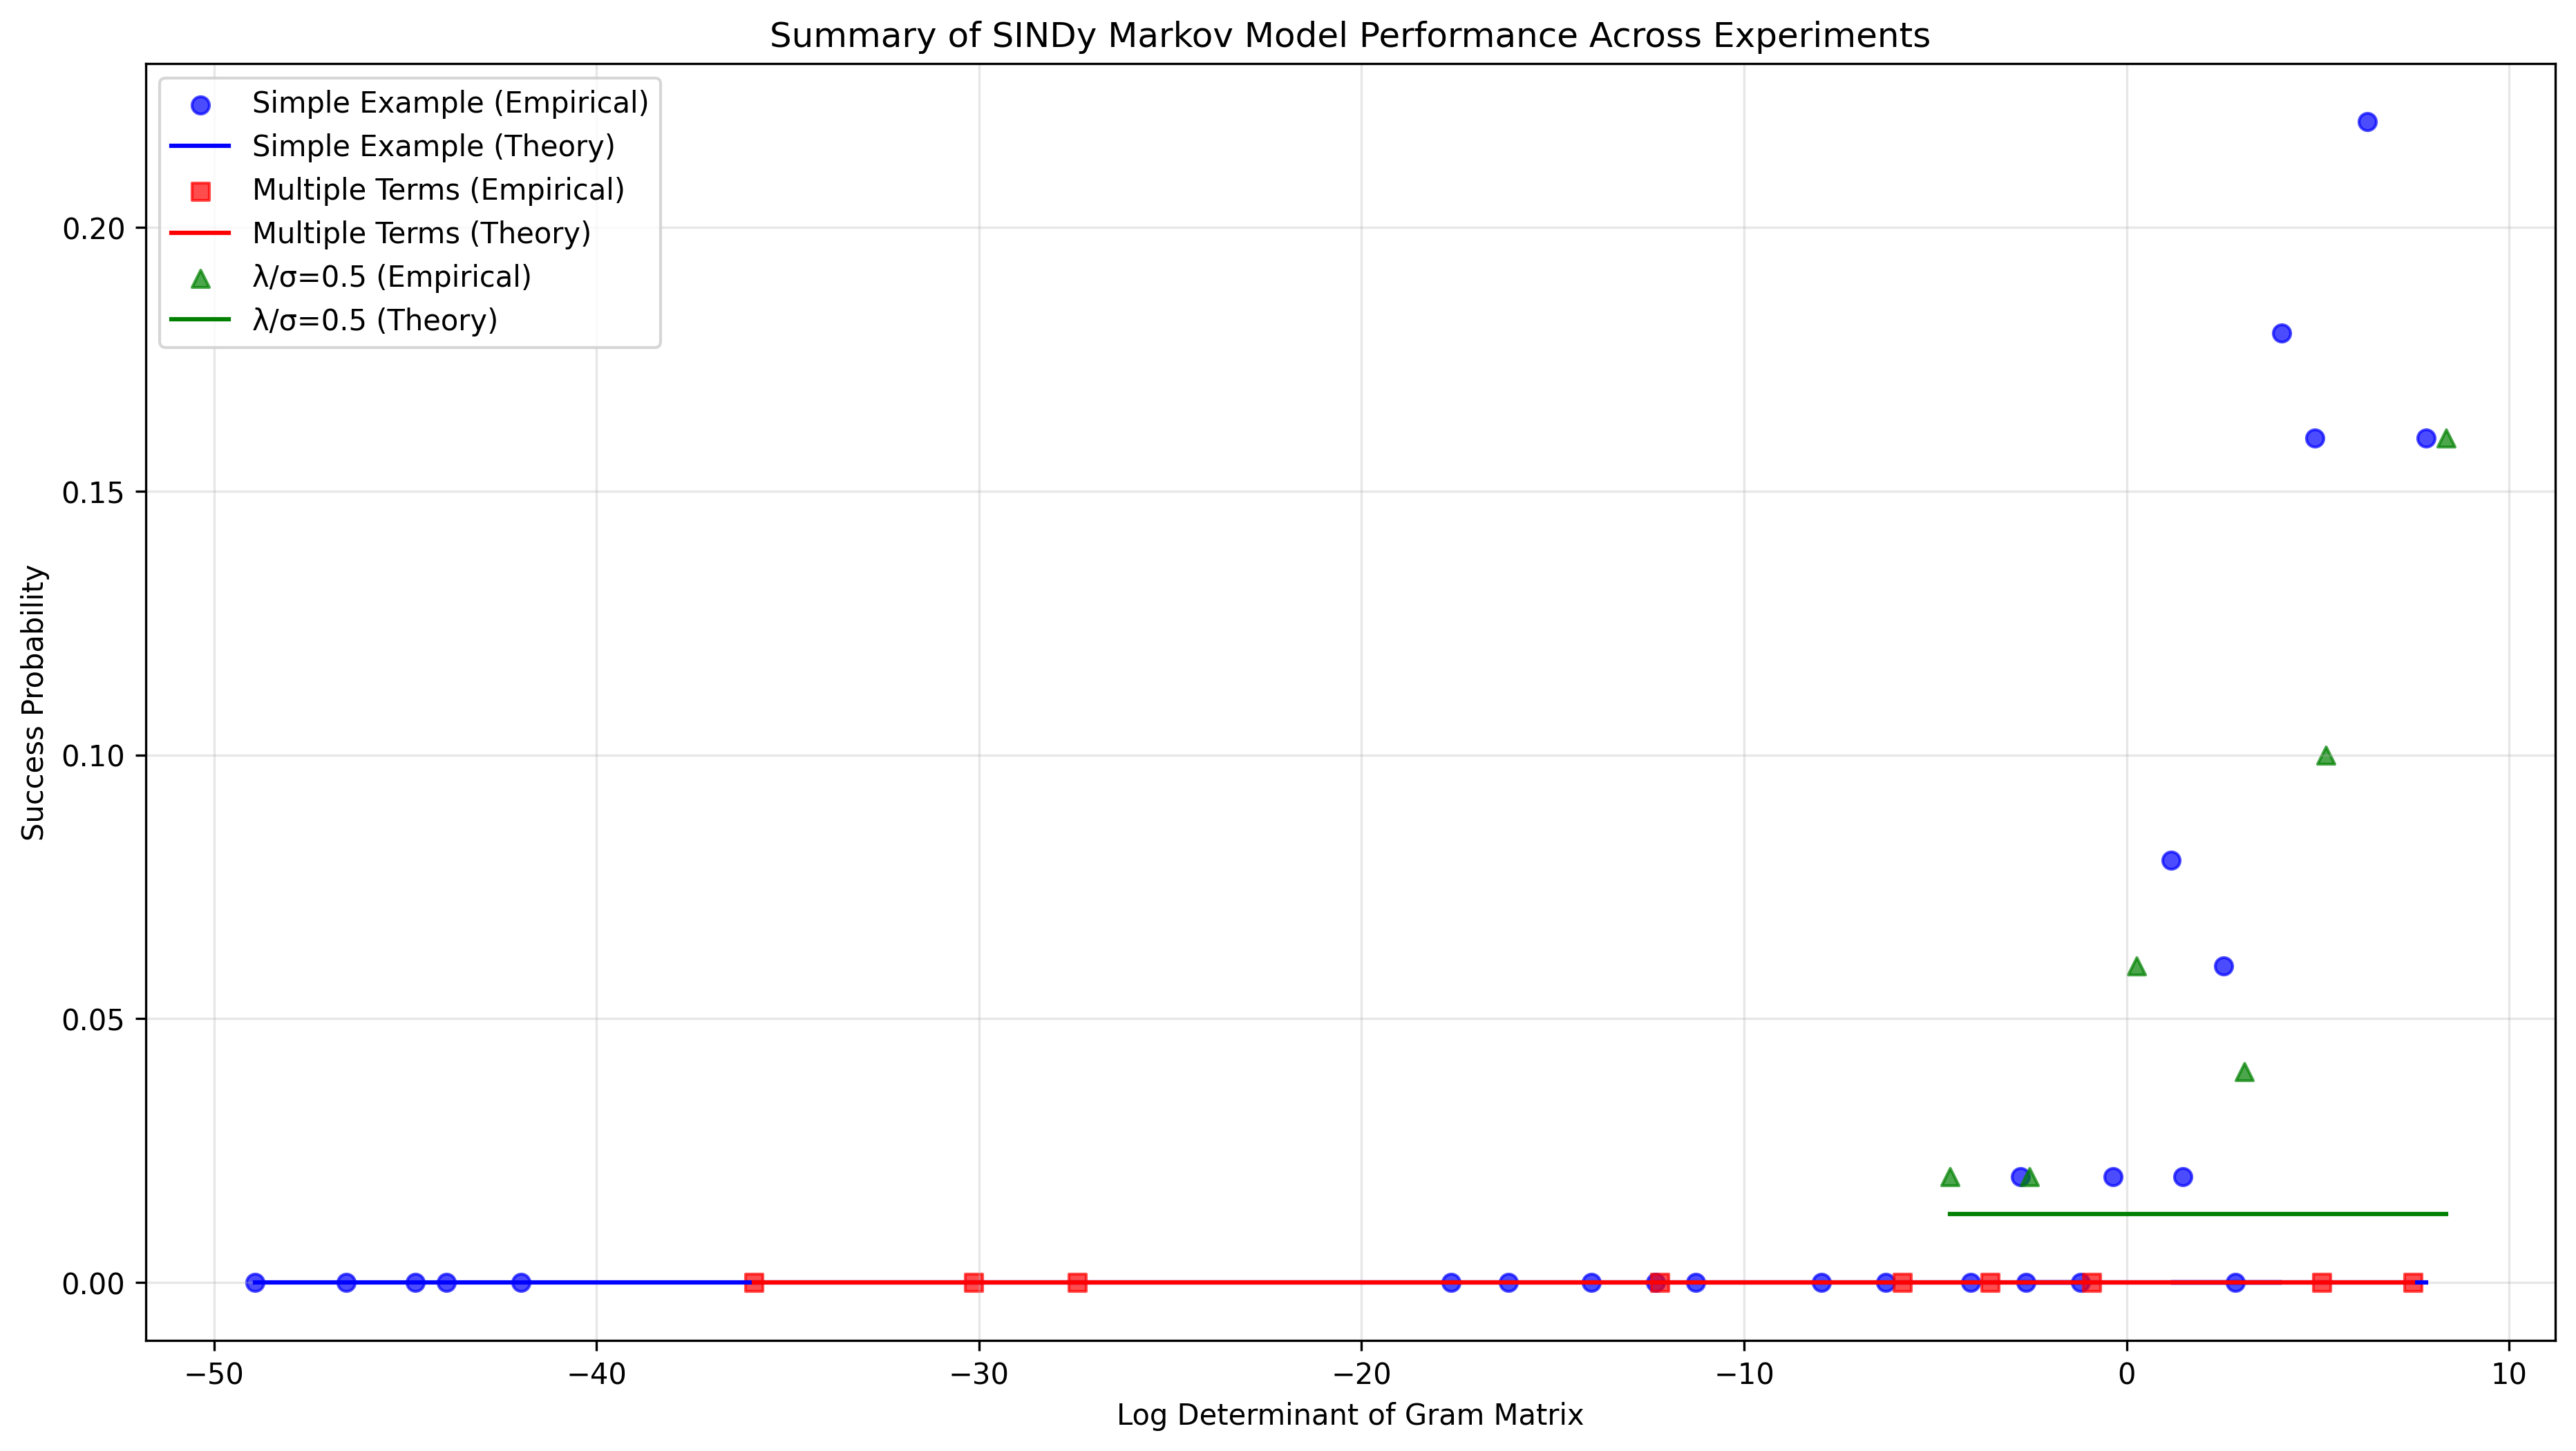 Summary of SINDy Markov Model Performance Across Experiments
Simple Example (Empirical)
Simple Example (Theory)
Multiple Terms (Empirical)
Multiple Terms (Theory)
λ/σ=0.5 (Empirical)
λ/σ=0.5 (Theory)
Success Probability
0.20
0.15
0.10
0.05
0.00
−50
−40
−30
−20
−10
0
10
Log Determinant of Gram Matrix